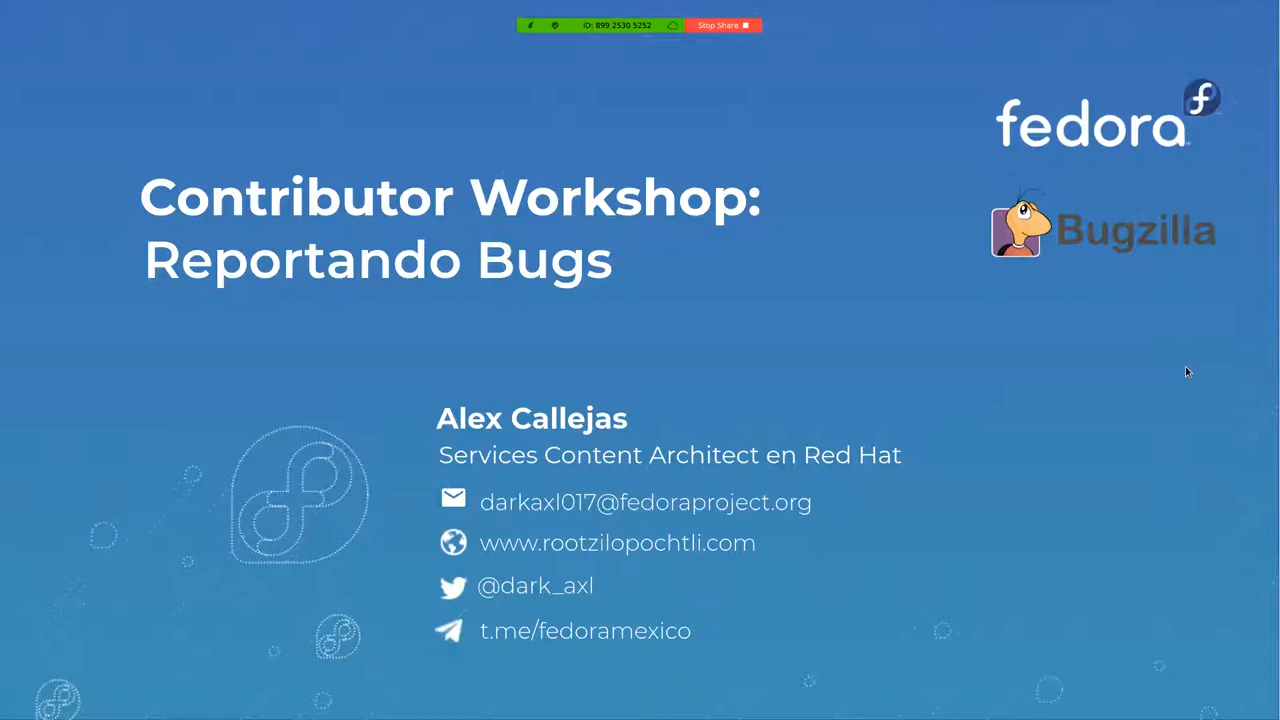 ID: 899 2530 5252
Stop Share
fedora
Bugzilla
Contributor Workshop:
Reportando Bugs
Alex Callejas
Services Content Architect en Red Hat
darkaxl017@fedoraproject.org
www.rootzilopochtli.com
@dark_axl
t.me/fedoramexico